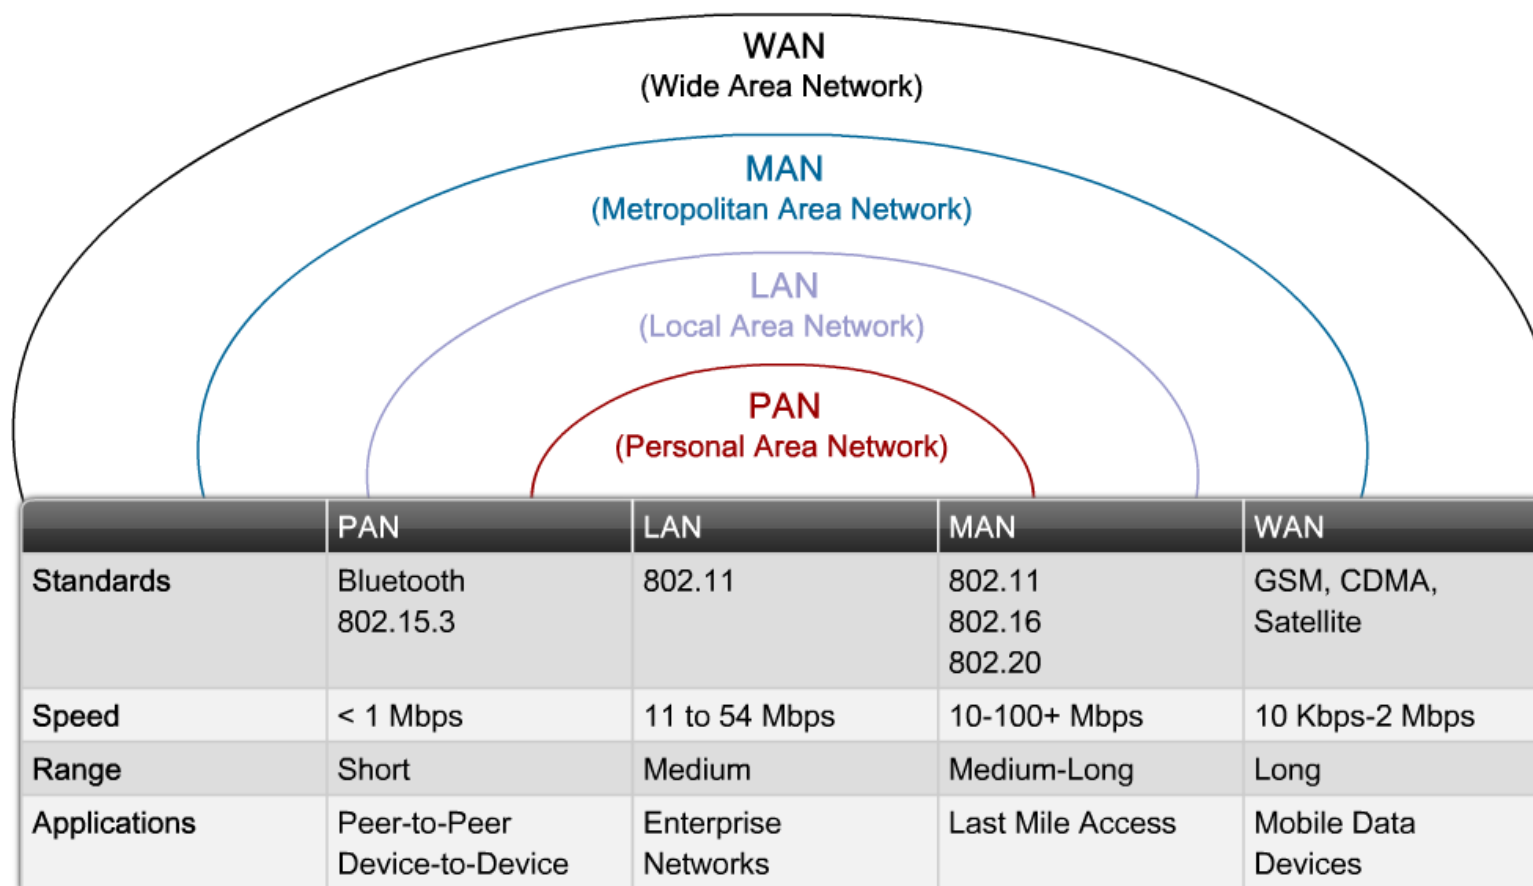 WAN
(Wide Area Network)
MAN
(Metropolitan Area Network)
LAN
(Local Area Network)
PAN
(Personal Area Network)
PAN LAN MAN WAN
Standards Bluetooth 802.11 802.11 GSM, CDMA,
802.15.3 802.16 Satellite
802.20
Speed < 1 Mbps 11 to 54 Mbps 10-100+ Mbps 10 Kbps-2 Mbps
Range Short Medium Medium-Long Long
Applications Peer-to-Peer Enterprise Last Mile Access Mobile Data
Device-to-Device Networks Devices